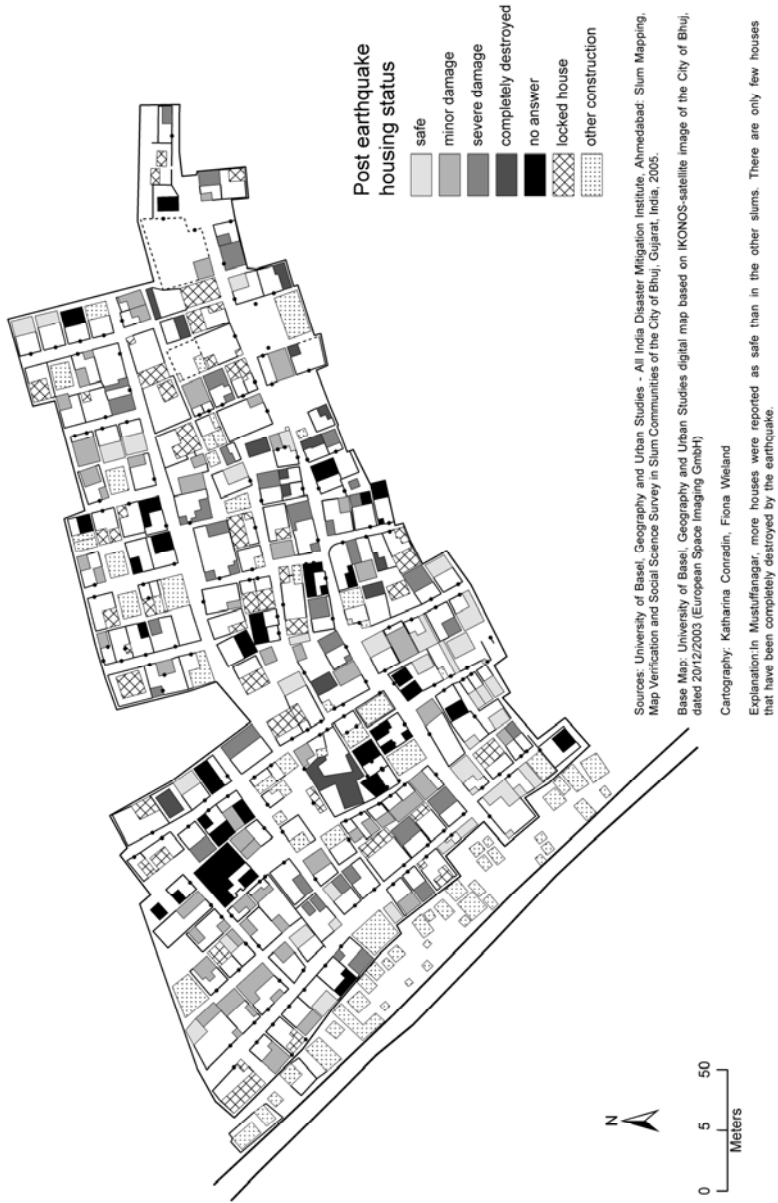 Post earthquake
housing status
safe
minor damage
severe damage
completely destroyed
no answer
locked house
other construction
Sources: University of Basel, Geography and Urban Studies - All India Disaster Mitigation Institute, Ahmedabad: Slum Mapping,
Map Verification and Social Science Survey in Slum Communities of the City of Bhuj, Gujarat, India, 2005.
Base Map: University of Basel, Geography and Urban Studies digital map based on IKONOS-satellite image of the City of Bhuj,
dated 20/12/2003 (European Space Imaging GmbH)
Cartography: Katharina Conradin, Fiona Wieland
Explanation:In Mustuffanagar, more houses were reported as safe than in the other slums. There are only few houses
that have been completely destroyed by the earthquake.
N
0 5 50
Meters